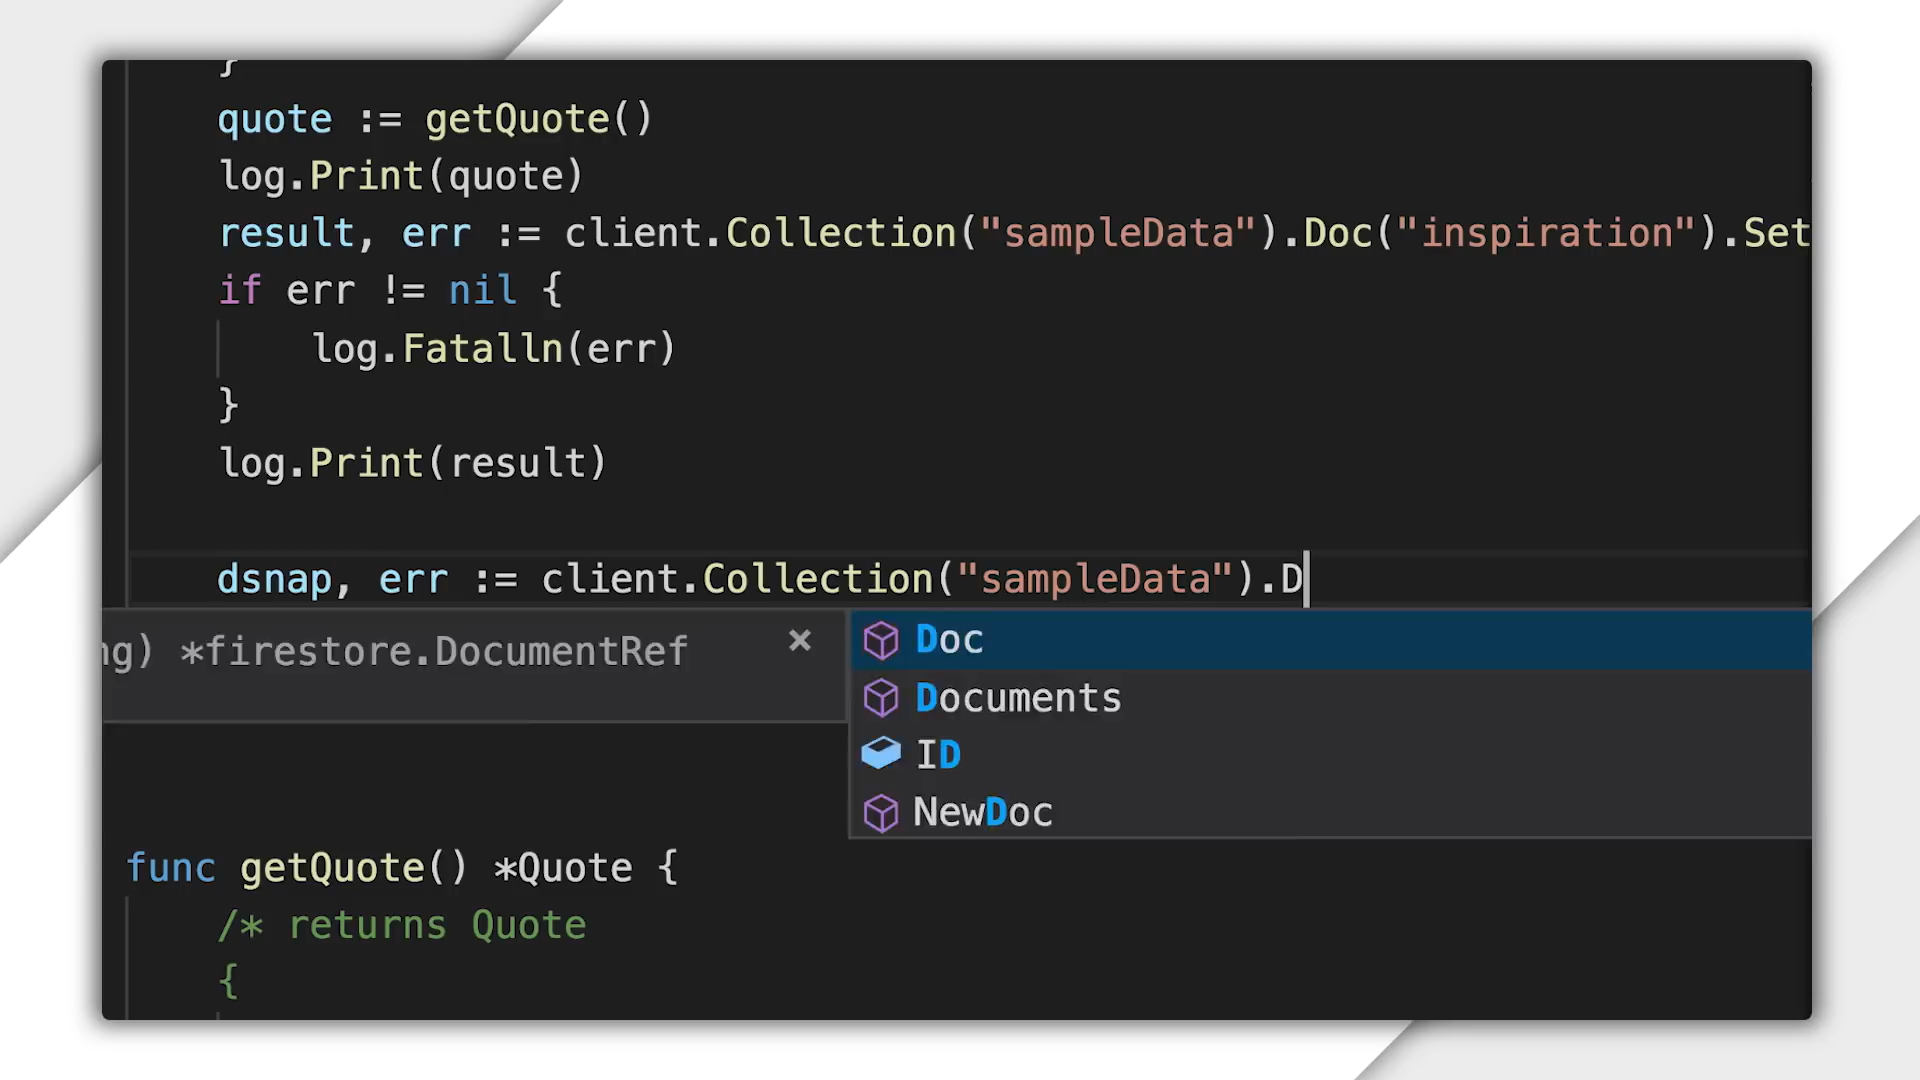 }
quote := getQuote()
log.Print(quote)
result, err := client.Collection("sampleData").Doc("inspiration").Set
if err != nil {
log.Fatalln(err)
}
log.Print(result)
dsnap, err := client.Collection("sampleData").D
ng) *firestore.DocumentRef ×
Doc
Documents
ID
NewDoc
func getQuote() *Quote {
/* returns Quote
{